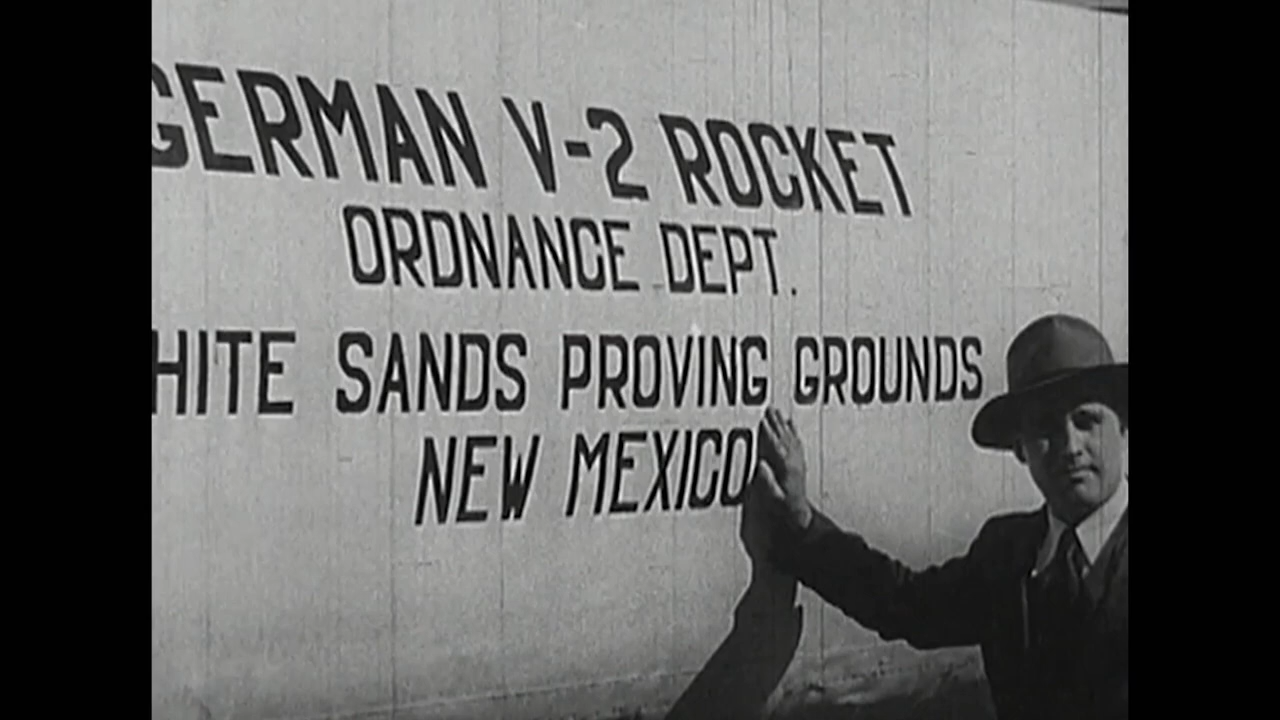 GERMAN V-2 ROCKET
ORDNANCE DEPT.
HITE SANDS PROVING GROUNDS
NEW MEXICO